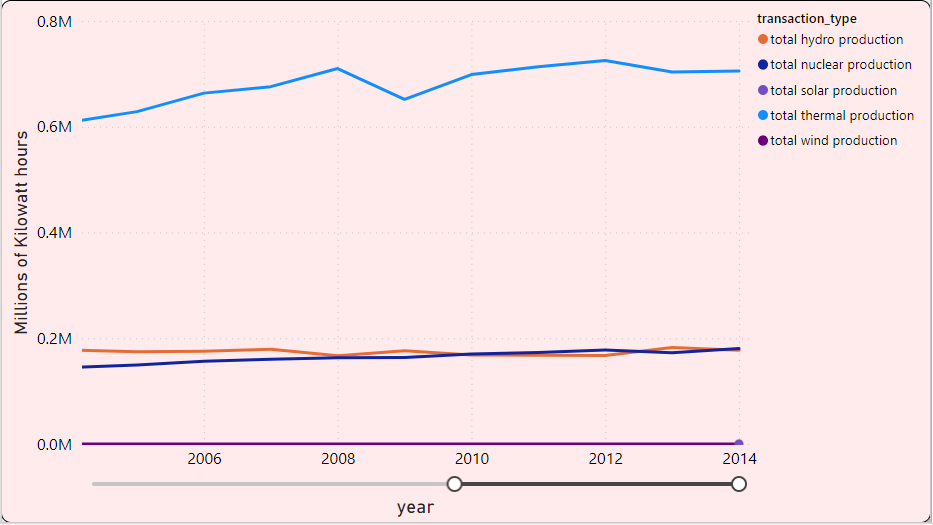 transaction_type
total hydro production
total nuclear production
total solar production
total thermal production
total wind production
Millions of Kilowatt hours
0.8M
0.6M
0.4M
0.2M
0.0M
2006 2008 2010 2012 2014
year